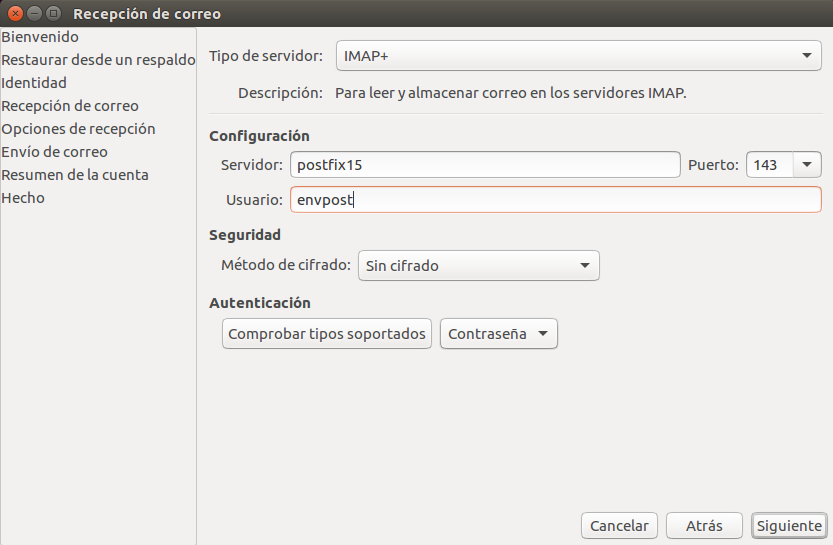 Recepción de correo
Bienvenido
Restaurar desde un respaldo
Identidad
Recepción de correo
Opciones de recepción
Envío de correo
Resumen de la cuenta
Hecho
Tipo de servidor: IMAP+
Descripción: Para leer y almacenar correo en los servidores IMAP.
Configuración
Servidor: postfix15 Puerto: 143
Usuario: envpost
Seguridad
Método de cifrado: Sin cifrado
Autenticación
Comprobar tipos soportados Contraseña
Cancelar Atrás Siguiente